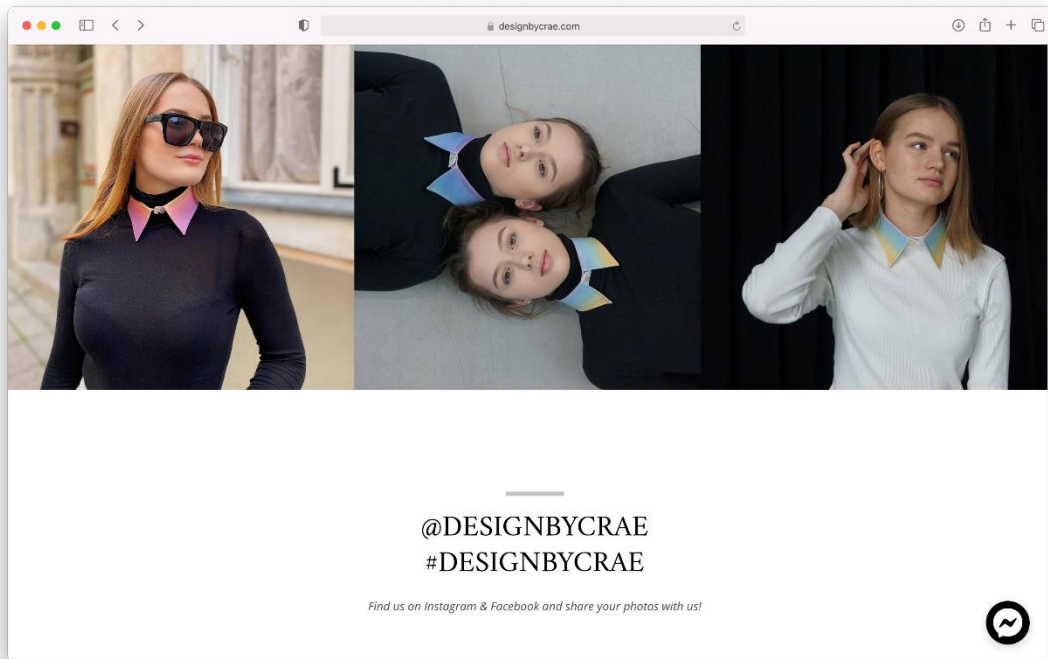 designbycrae.com
@DESIGNBYCRAE
#DESIGNBYCRAE
Find us on Instagram & Facebook and share your photos with us!